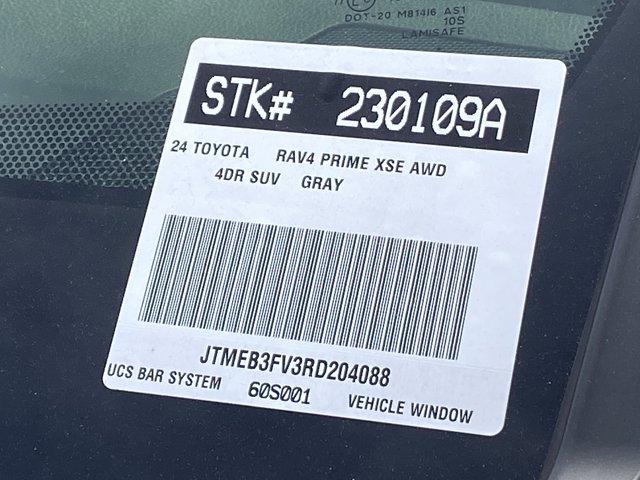 DOT-20 M81416 AS1
10S
LAMISAFE
STK# 230109A
24 TOYOTA RAV4 PRIME XSE AWD
4DR SUV GRAY
JTMEB3FV3RD204088
UCS BAR SYSTEM 60S001 VEHICLE WINDOW